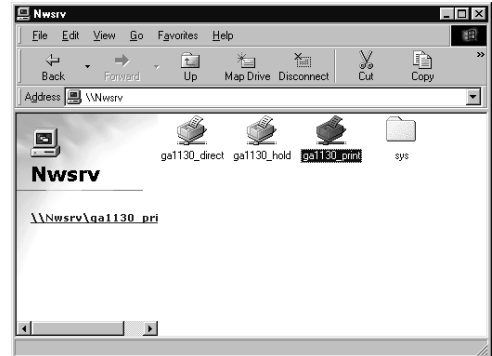 Nwsrv
File Edit View Go Favorites Help
Back Forward Up Map Drive Disconnect Cut Copy »
Address \\Nwsrv
ga1130_direct ga1130_hold ga1130_print sys
Nwsrv
\\Nwsrv\ga1130_pri